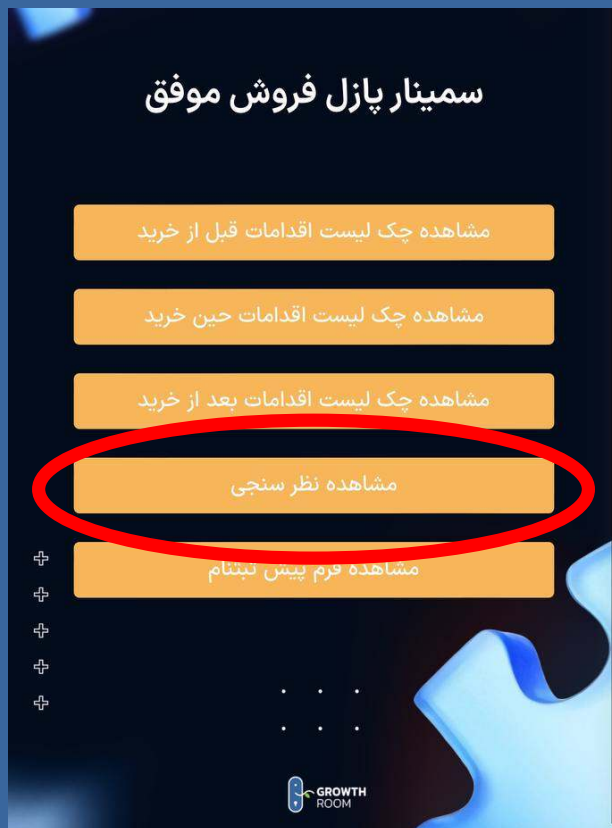 سمینار پازل فروش موفق
مشاهده چک لیست اقدامات قبل از خرید
مشاهده چک لیست اقدامات حین خرید
مشاهده چک لیست اقدامات بعد از خرید
مشاهده نظر سنجی
مشاهده فرم پیش ثبتنام
GROWTH
ROOM